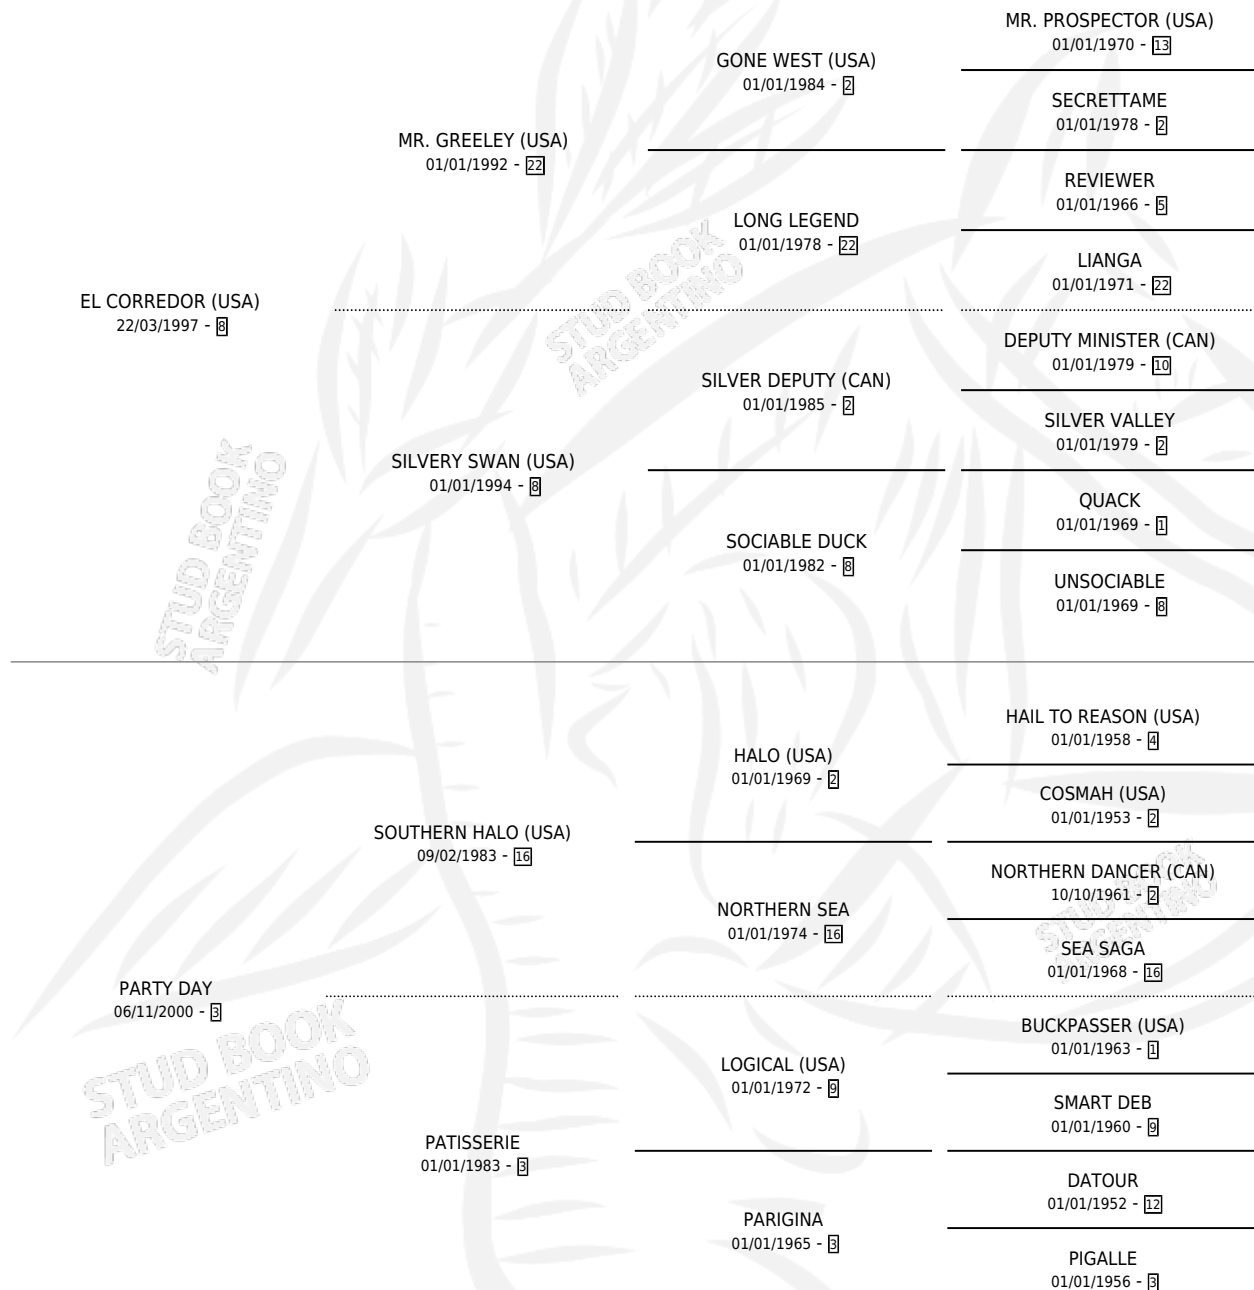 MR. PROSPECTOR (USA)
01/01/1970 - 13
GONE WEST (USA)
01/01/1984 - 2
SECRETTAME
01/01/1978 - 2
MR. GREELEY (USA)
01/01/1992 - 22
REVIEWER
01/01/1966 - 5
LONG LEGEND
01/01/1978 - 22
LIANGA
01/01/1971 - 22
EL CORREDOR (USA)
22/03/1997 - 8
STUD BOOK
ARGENTINO
DEPUTY MINISTER (CAN)
01/01/1979 - 10
SILVER DEPUTY (CAN)
01/01/1985 - 2
SILVER VALLEY
01/01/1979 - 2
SILVERY SWAN (USA)
01/01/1994 - 8
QUACK
01/01/1969 - 1
SOCIABLE DUCK
01/01/1982 - 8
UNSOCIABLE
01/01/1969 - 8
STUD BOOK
ARGENTINO
HAIL TO REASON (USA)
01/01/1958 - 4
HALO (USA)
01/01/1969 - 2
COSMAH (USA)
01/01/1953 - 2
SOUTHERN HALO (USA)
09/02/1983 - 16
NORTHERN DANCER (CAN)
10/10/1961 - 2
NORTHERN SEA
01/01/1974 - 16
SEA SAGA
01/01/1968 - 16
STUD BOOK
ARGENTINO
PARTY DAY
06/11/2000 - 3
BUCKPASSER (USA)
01/01/1963 - 1
LOGICAL (USA)
01/01/1972 - 9
SMART DEB
01/01/1960 - 9
PATISSERIE
01/01/1983 - 3
DATOUR
01/01/1952 - 12
PARIGINA
01/01/1965 - 3
PIGALLE
01/01/1956 - 3
STUD BOOK
ARGENTINO